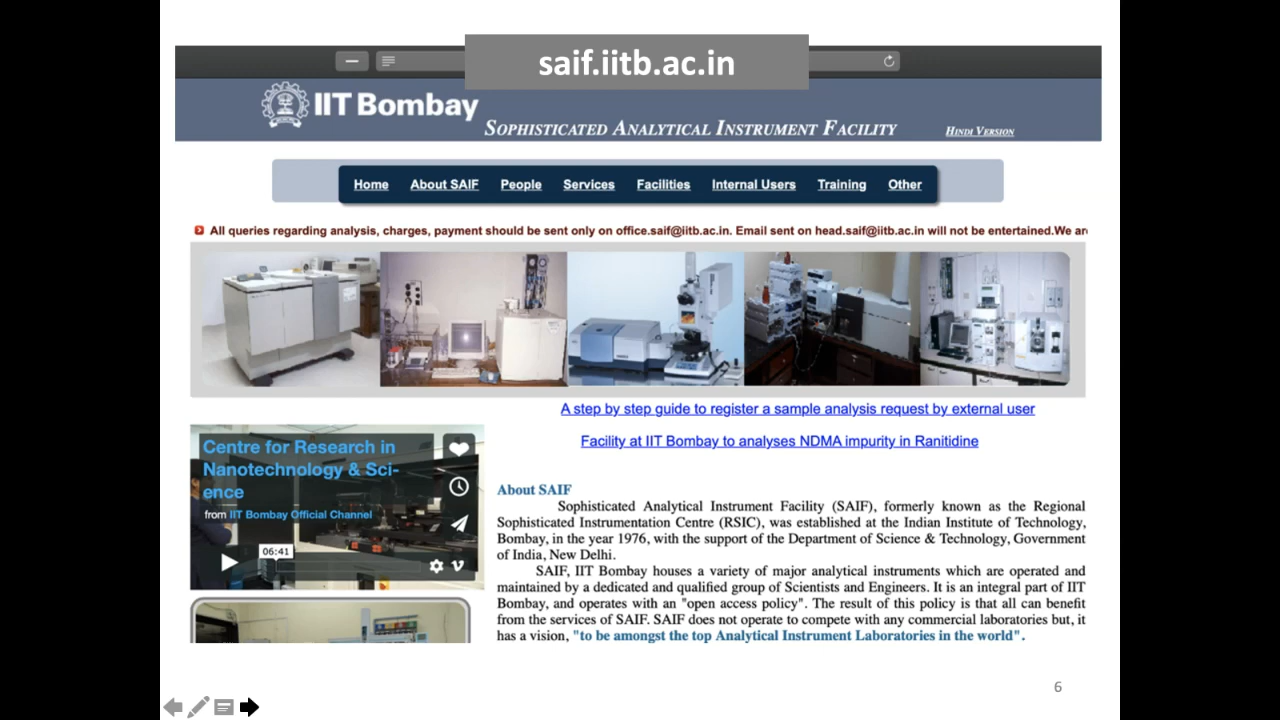 saif.iitb.ac.in
IIT Bombay
SOPHISTICATED ANALYTICAL INSTRUMENT FACILITY
HINDI VERSION
Home About SAIF People Services Facilities Internal Users Training Other
All queries regarding analysis, charges, payment should be sent only on office.saif@iitb.ac.in. Email sent on head.saif@iitb.ac.in will not be entertained.We are
A step by step guide to register a sample analysis request by external user
Facility at IIT Bombay to analyses NDMA impurity in Ranitidine
Centre for Research in
Nanotechnology & Sci-
ence
from IIT Bombay Official Channel
06:41
About SAIF
Sophisticated Analytical Instrument Facility (SAIF), formerly known as the Regional
Sophisticated Instrumentation Centre (RSIC), was established at the Indian Institute of Technology,
Bombay, in the year 1976, with the support of the Department of Science & Technology, Government
of India, New Delhi.
SAIF, IIT Bombay houses a variety of major analytical instruments which are operated and
maintained by a dedicated and qualified group of Scientists and Engineers. It is an integral part of IIT
Bombay, and operates with an "open access policy". The result of this policy is that all can benefit
from the services of SAIF. SAIF does not operate to compete with any commercial laboratories but, it
has a vision, "to be amongst the top Analytical Instrument Laboratories in the world".
6